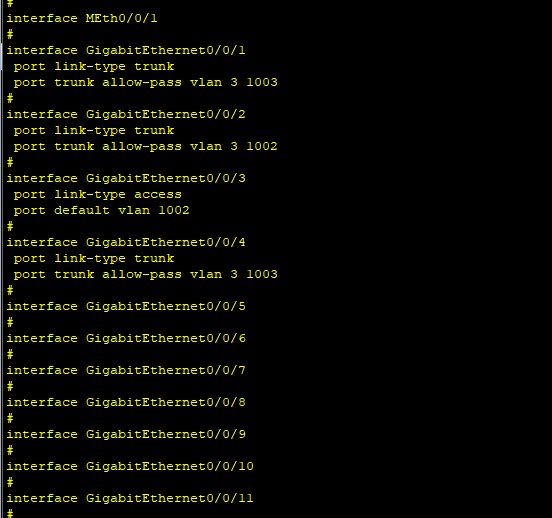 #
interface MEth0/0/1
#
interface GigabitEthernet0/0/1
port link-type trunk
port trunk allow-pass vlan 3 1003
#
interface GigabitEthernet0/0/2
port link-type trunk
port trunk allow-pass vlan 3 1002
#
interface GigabitEthernet0/0/3
port link-type access
port default vlan 1002
#
interface GigabitEthernet0/0/4
port link-type trunk
port trunk allow-pass vlan 3 1003
#
interface GigabitEthernet0/0/5
#
interface GigabitEthernet0/0/6
#
interface GigabitEthernet0/0/7
#
interface GigabitEthernet0/0/8
#
interface GigabitEthernet0/0/9
#
interface GigabitEthernet0/0/10
#
interface GigabitEthernet0/0/11
#